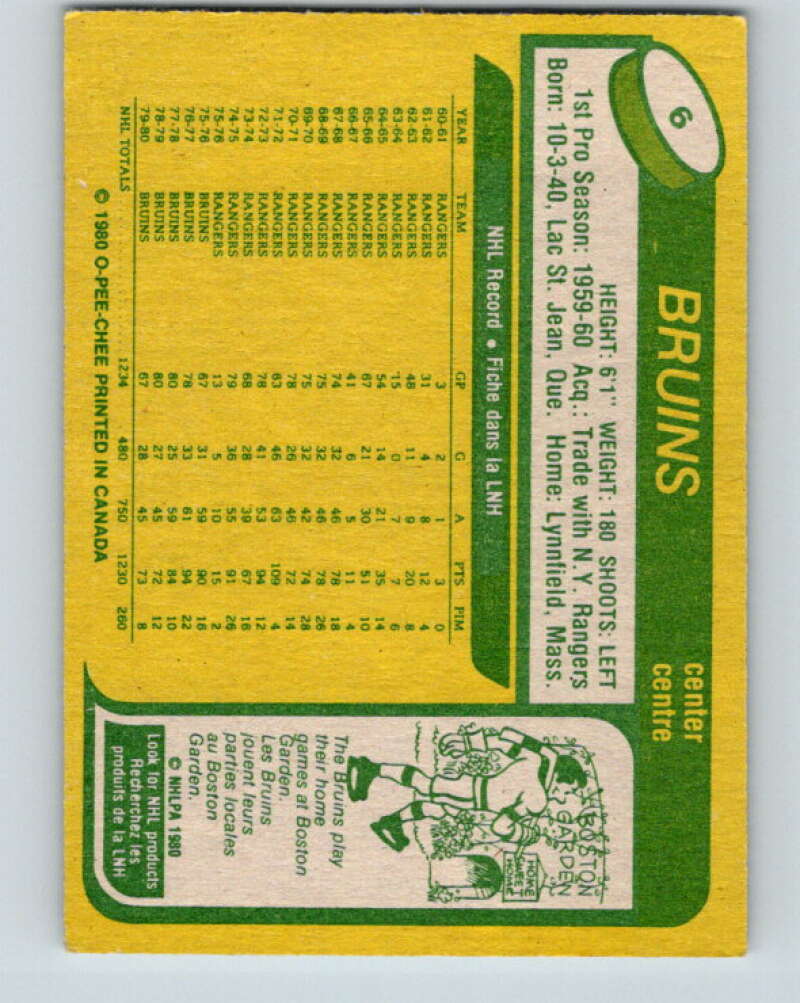 6
BRUINS
center
centre
HEIGHT: 6'1" WEIGHT: 180 SHOOTS: LEFT
1st Pro Season: 1959-60 Acq.: Trade with N.Y. Rangers
Born: 10-3-40, Lac St. Jean, Que. Home: Lynnfield, Mass.
NHL Record • Fiche dans la LNH
YEAR TEAM GP G A PTS PIM
60-61 RANGERS 3 2 1 3 0
61-62 RANGERS 31 4 8 12 4
62-63 RANGERS 48 11 9 20 8
63-64 RANGERS 15 0 7 7 6
64-65 RANGERS 54 14 21 35 14
65-66 RANGERS 67 21 30 51 10
66-67 RANGERS 41 6 5 11 4
67-68 RANGERS 74 32 46 78 18
68-69 RANGERS 75 32 46 78 26
69-70 RANGERS 75 32 42 74 28
70-71 RANGERS 78 26 46 72 14
71-72 RANGERS 63 46 63 109 4
72-73 RANGERS 78 41 53 94 12
73-74 RANGERS 68 28 39 67 16
74-75 RANGERS 79 36 55 91 26
75-76 RANGERS 13 5 10 15 2
75-76 BRUINS 67 31 59 90 16
76-77 BRUINS 78 33 61 94 22
77-78 BRUINS 80 25 59 84 10
78-79 BRUINS 80 27 45 72 12
79-80 BRUINS 67 28 45 73 8
NHL TOTALS 1234 480 750 1230 260
© 1980 O-PEE-CHEE PRINTED IN CANADA
BOSTON
GARDEN
HOME
SWEET
HOME
The Bruins play
their home
games at Boston
Garden.
Les Bruins
jouent leurs
parties locales
au Boston
Garden.
© NHLPA 1980
Look for NHL products
Recherchez les
produits de la LNH